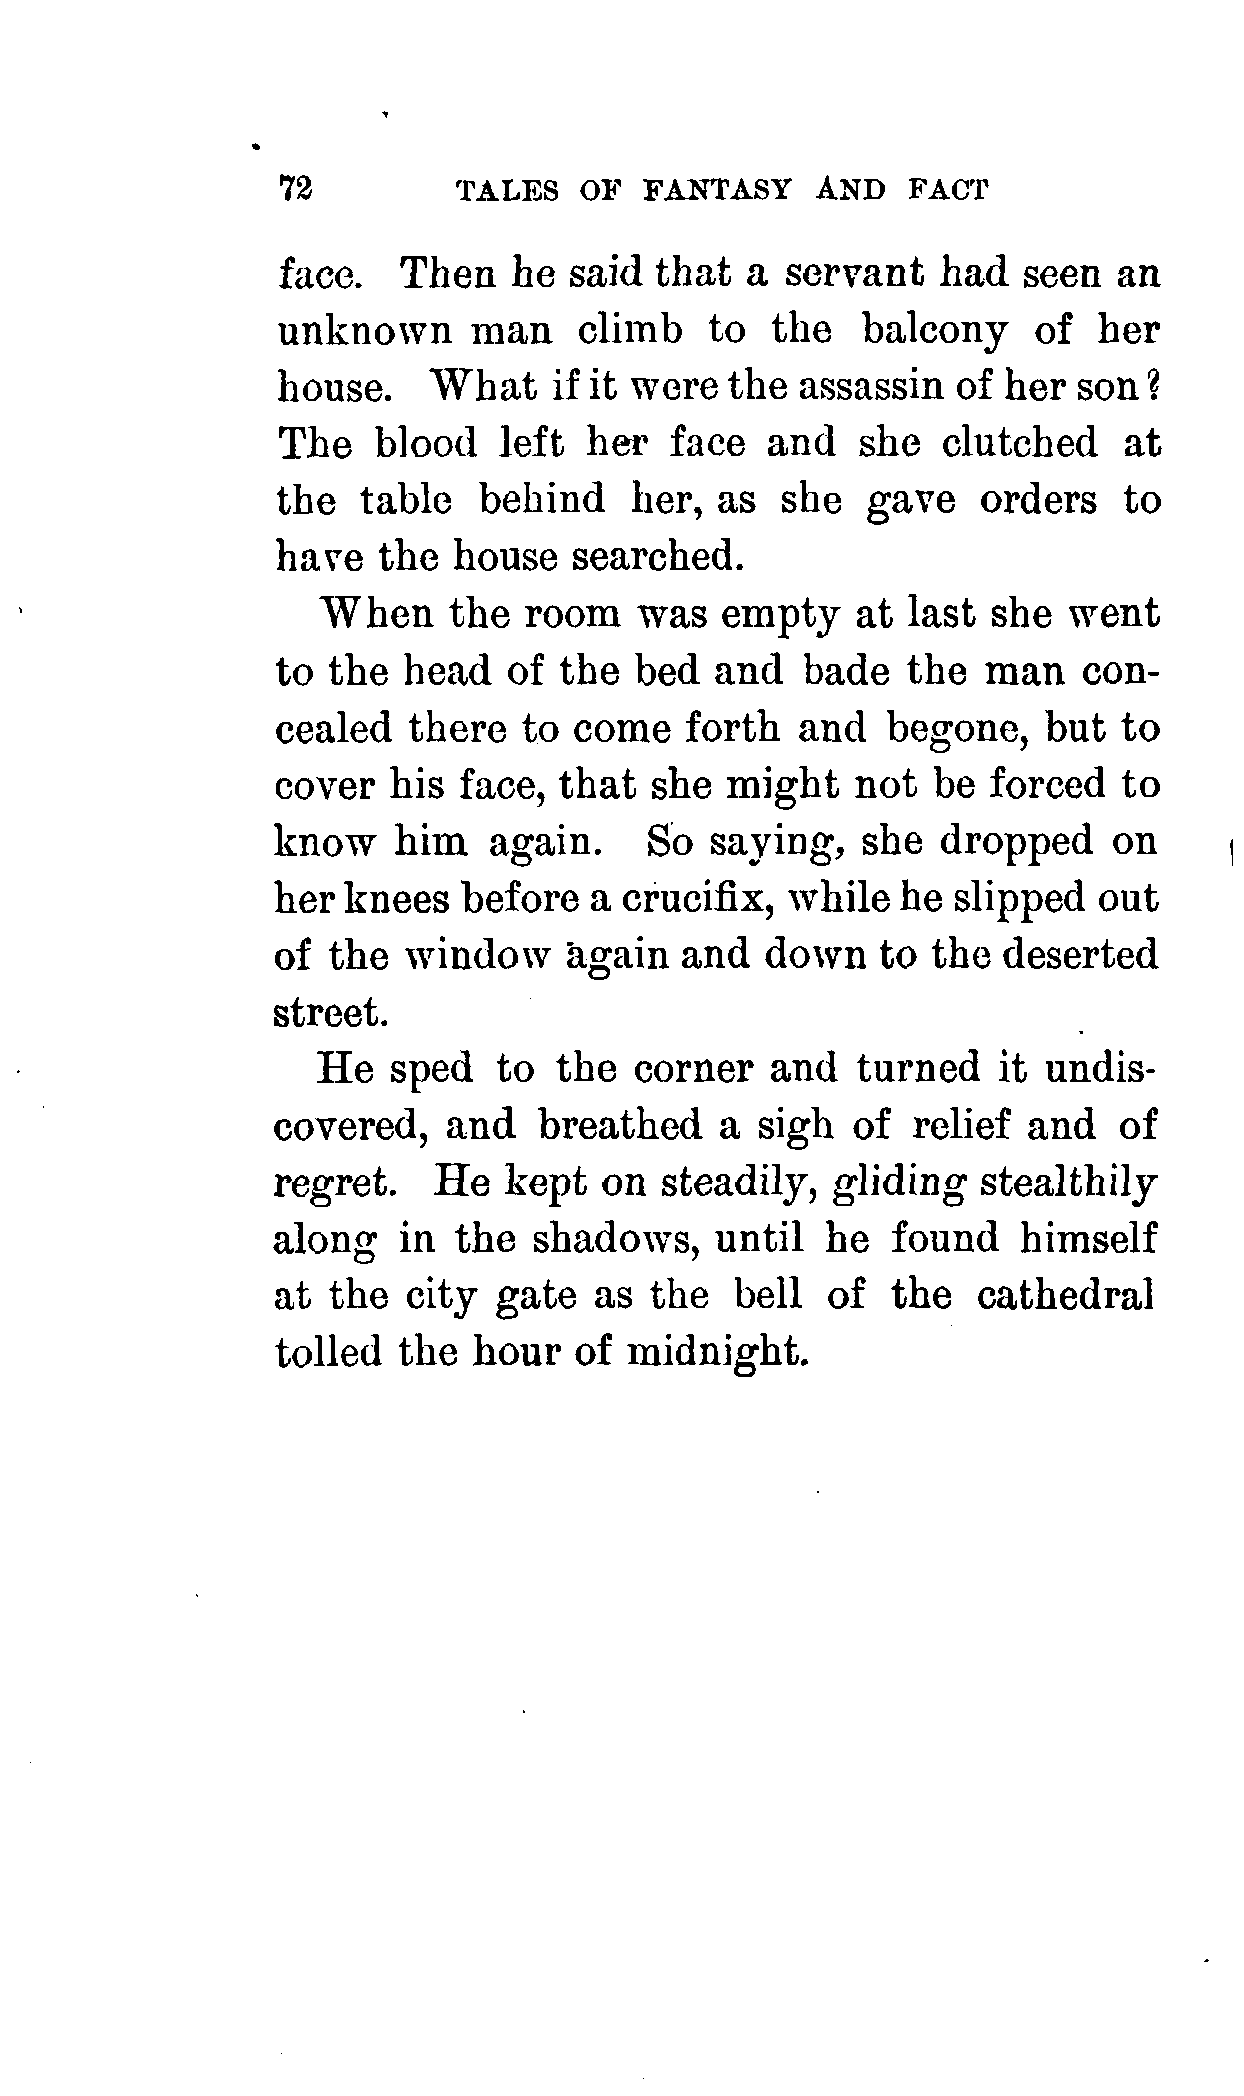 72 TALES OF FANTASY AND FACT
face. Then he said that a servant had seen an
unknown man climb to the balcony of her
house. What if it were the assassin of her son?
The blood left her face and she clutched at
the table behind her, as she gave orders to
have the house searched.
When the room was empty at last she went
to the head of the bed and bade the man con-
cealed there to come forth and begone, but to
cover his face, that she might not be forced to
know him again. So saying, she dropped on
her knees before a crucifix, while he slipped out
of the window again and down to the deserted
street.
He sped to the corner and turned it undis-
covered, and breathed a sigh of relief and of
regret. He kept on steadily, gliding stealthily
along in the shadows, until he found himself
at the city gate as the bell of the cathedral
tolled the hour of midnight.